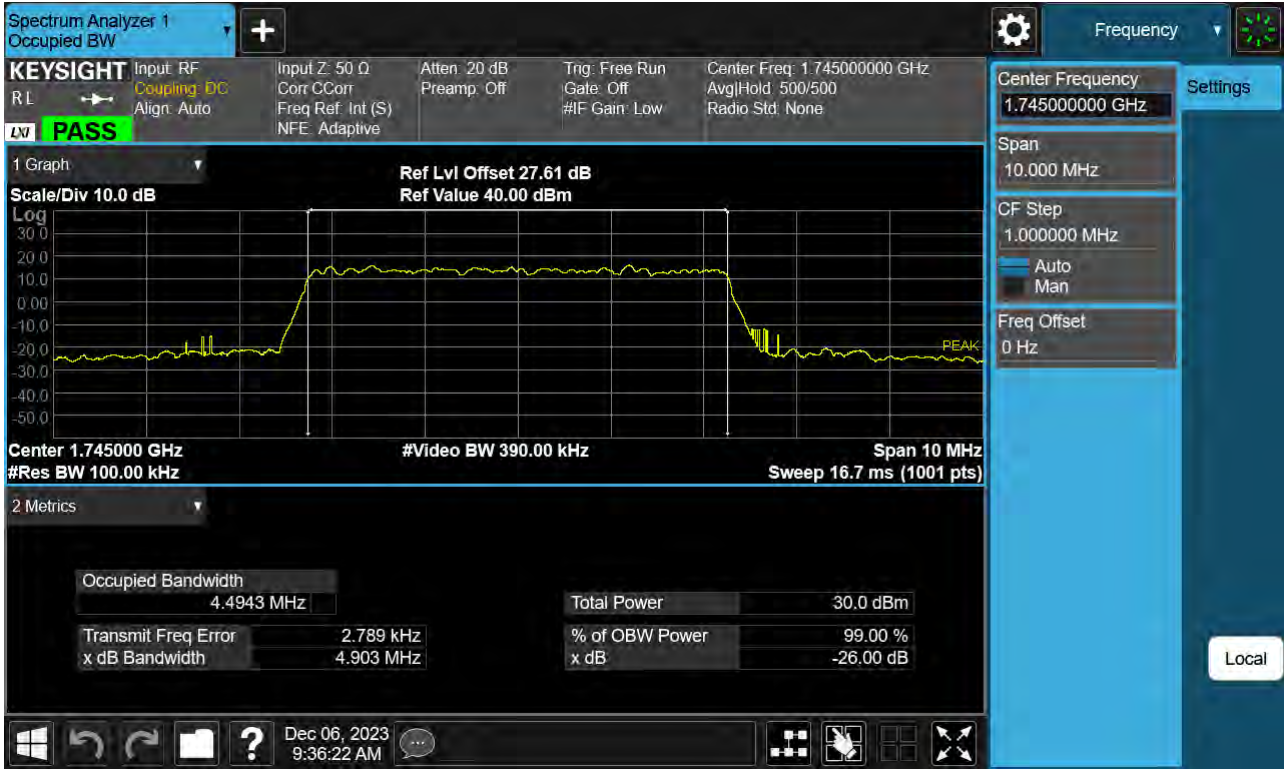 Spectrum Analyzer 1
Occupied BW
Frequency
KEYSIGHT
R L
LXI
PASS
Input: RF
Coupling: DC
Align: Auto
Input Z: 50 Ω
Corr CCorr
Freq Ref: Int (S)
NFE: Adaptive
Atten: 20 dB
Preamp: Off
Trig: Free Run
Gate: Off
#IF Gain: Low
Center Freq: 1.745000000 GHz
Avg|Hold: 500/500
Radio Std: None
Center Frequency
1.745000000 GHz
Settings
Span
10.000 MHz
CF Step
1.000000 MHz
Auto
Man
Freq Offset
0 Hz
Local
1 Graph
Ref Lvl Offset 27.61 dB
Scale/Div 10.0 dB
Ref Value 40.00 dBm
Log
30.0
20.0
10.0
0.00
-10.0
-20.0
-30.0
-40.0
-50.0
PEAK
Center 1.745000 GHz
#Video BW 390.00 kHz
Span 10 MHz
#Res BW 100.00 kHz
Sweep 16.7 ms (1001 pts)
2 Metrics
Occupied Bandwidth
4.4943 MHz
Total Power 30.0 dBm
Transmit Freq Error 2.789 kHz
% of OBW Power 99.00 %
x dB Bandwidth 4.903 MHz
x dB -26.00 dB
?
Dec 06, 2023
9:36:22 AM